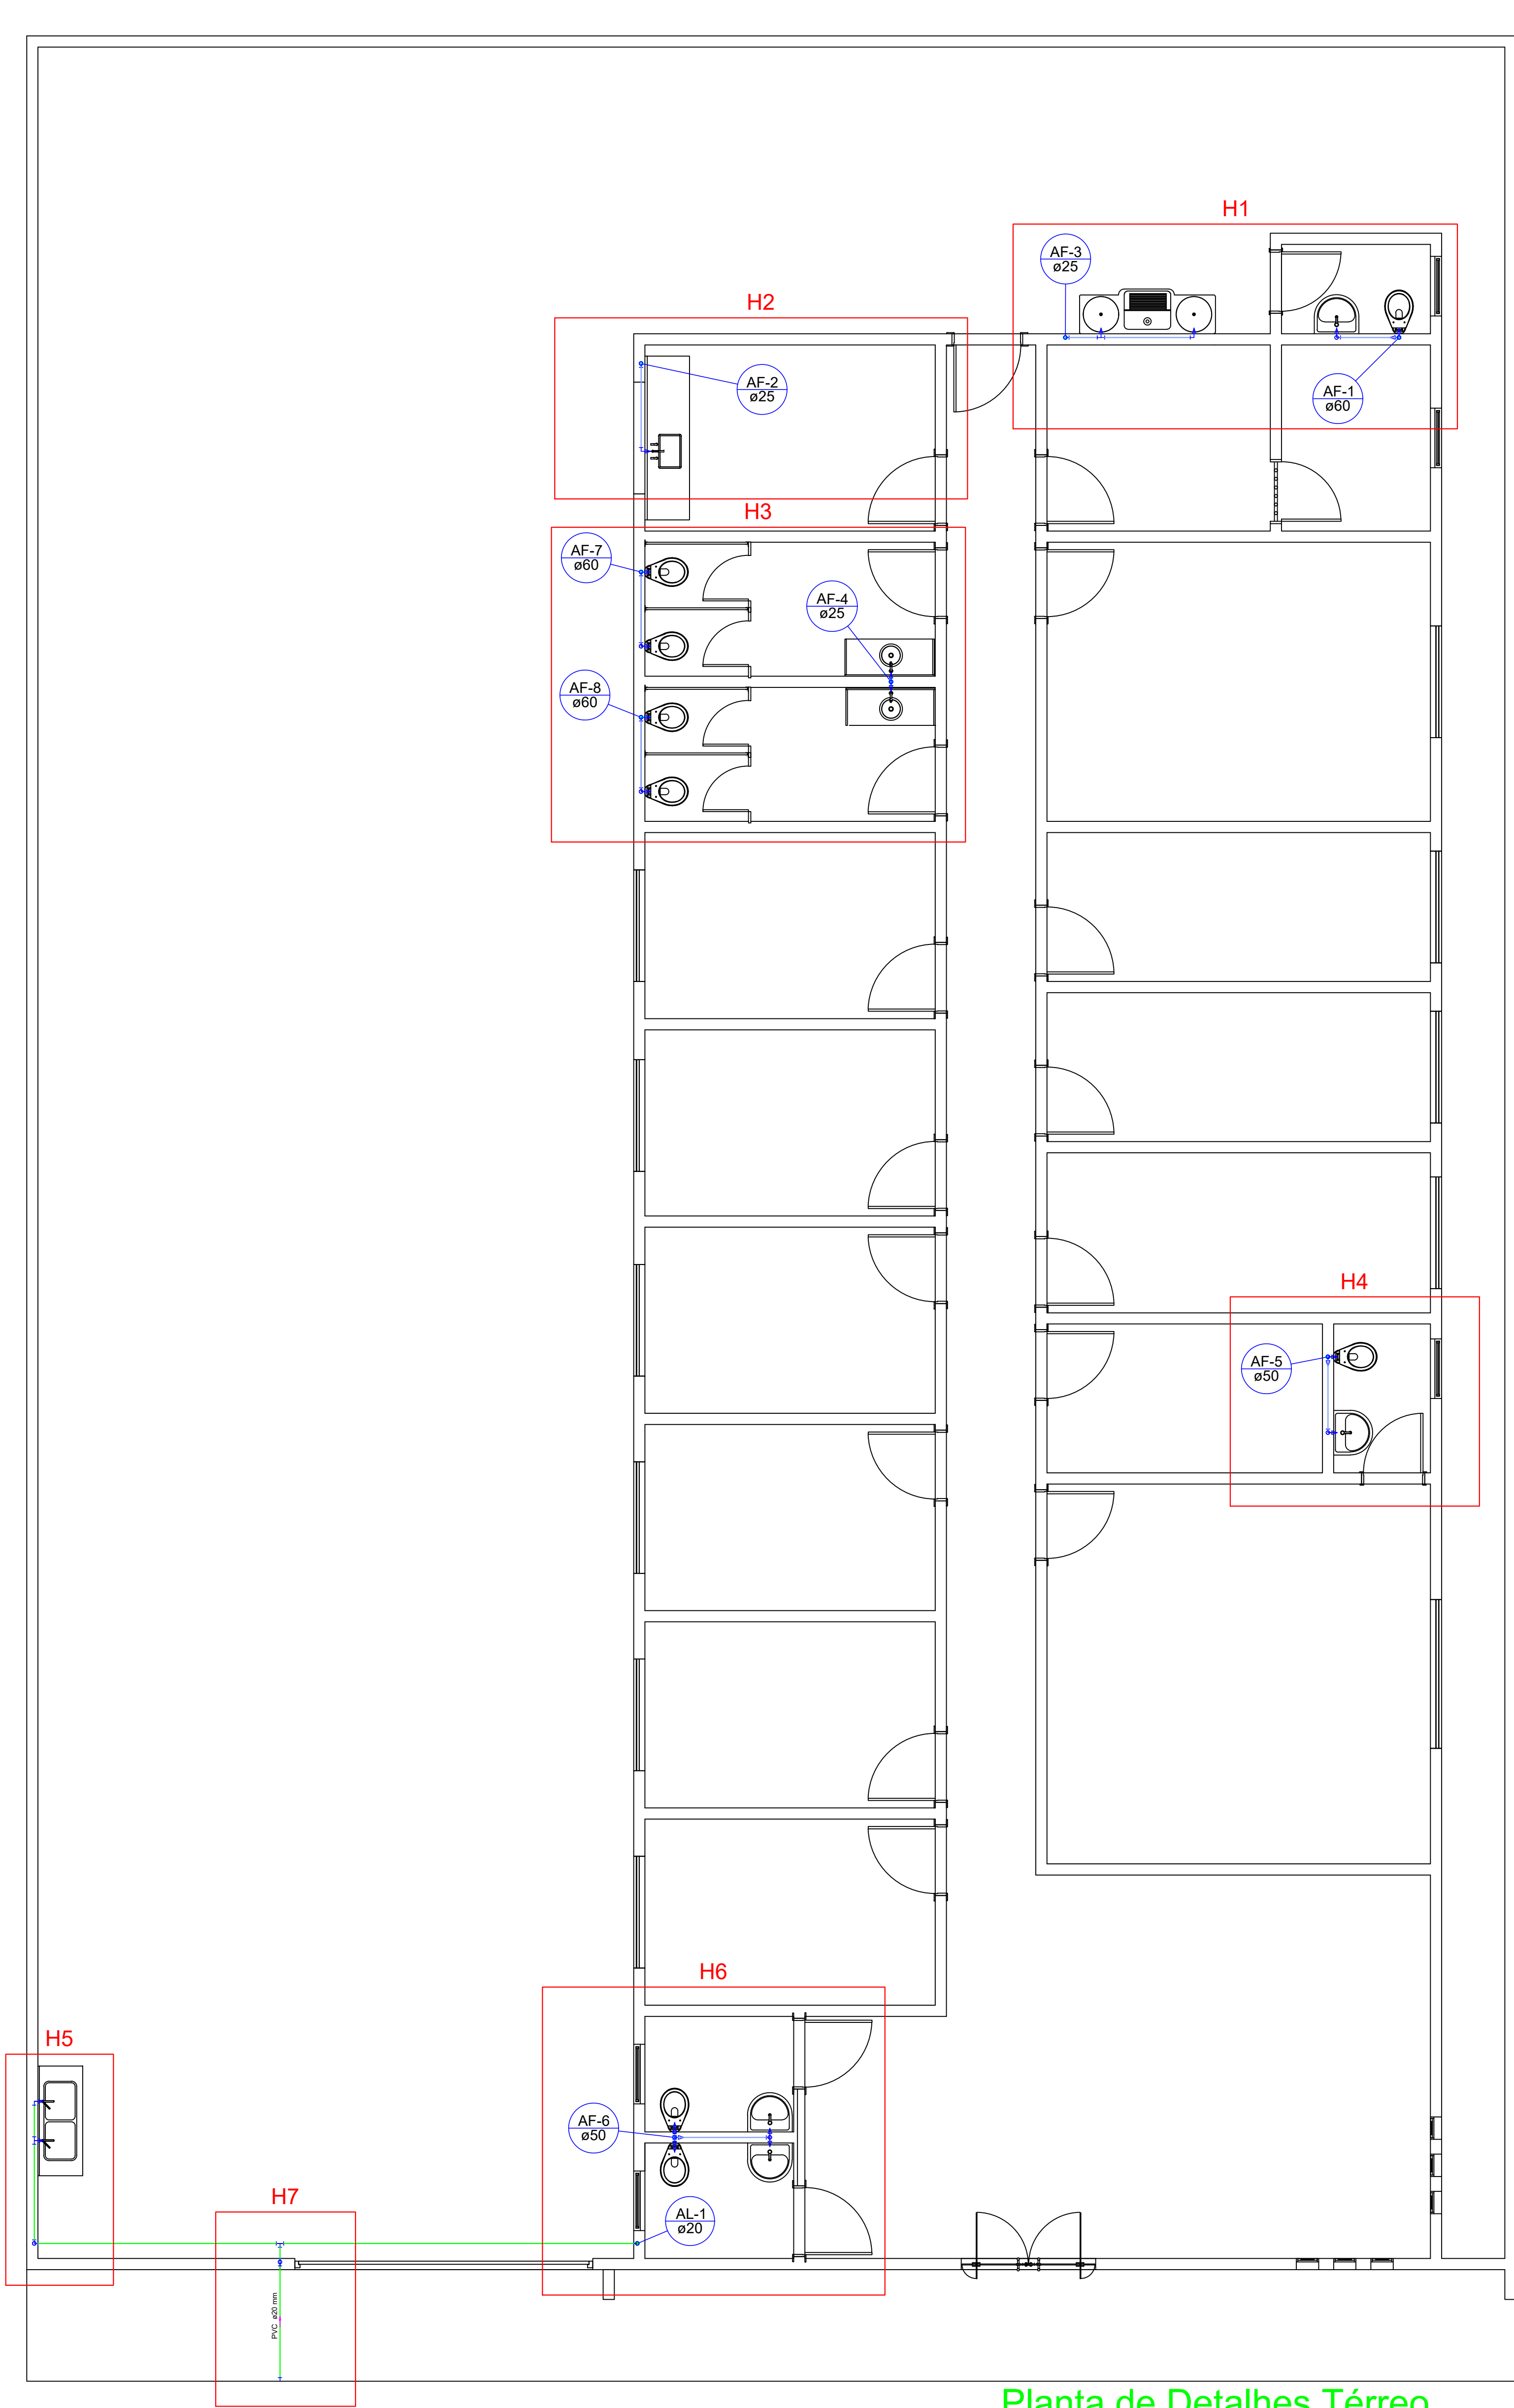 H1
AF-3
ø25
H2
AF-2
ø25
AF-1
ø60
H3
AF-7
ø60
AF-4
ø25
AF-8
ø60
H4
AF-5
ø50
H6
H5
AF-6
ø50
H7
AL-1
ø20
PVC ø20 mm
Planta de Detalhes Térreo